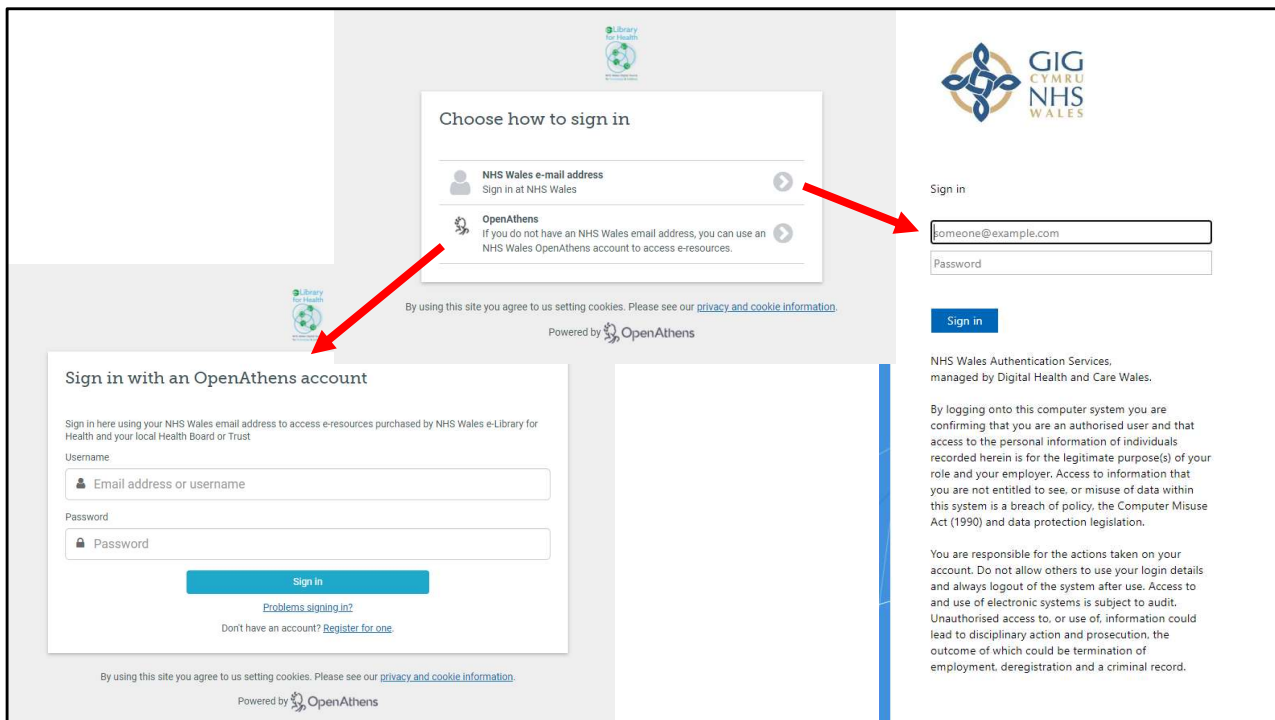 e-Library
for Health
Choose how to sign in
NHS Wales e-mail address
Sign in at NHS Wales
OpenAthens
If you do not have an NHS Wales email address, you can use an
NHS Wales OpenAthens account to access e-resources.
By using this site you agree to us setting cookies. Please see our privacy and cookie information.
Powered by OpenAthens
e-Library
for Health
Sign in with an OpenAthens account
Sign in here using your NHS Wales email address to access e-resources purchased by NHS Wales e-Library for
Health and your local Health Board or Trust
Username
Email address or username
Password
Password
Sign in
Problems signing in?
Don't have an account? Register for one.
By using this site you agree to us setting cookies. Please see our privacy and cookie information.
Powered by OpenAthens
GIG
CYMRU
NHS
WALES
Sign in
someone@example.com
Password
Sign in
NHS Wales Authentication Services,
managed by Digital Health and Care Wales.
By logging onto this computer system you are
confirming that you are an authorised user and that
access to the personal information of individuals
recorded herein is for the legitimate purpose(s) of your
role and your employer. Access to information that
you are not entitled to see, or misuse of data within
this system is a breach of policy, the Computer Misuse
Act (1990) and data protection legislation.
You are responsible for the actions taken on your
account. Do not allow others to use your login details
and always logout of the system after use. Access to
and use of electronic systems is subject to audit.
Unauthorised access to, or use of, information could
lead to disciplinary action and prosecution, the
outcome of which could be termination of
employment, deregistration and a criminal record.